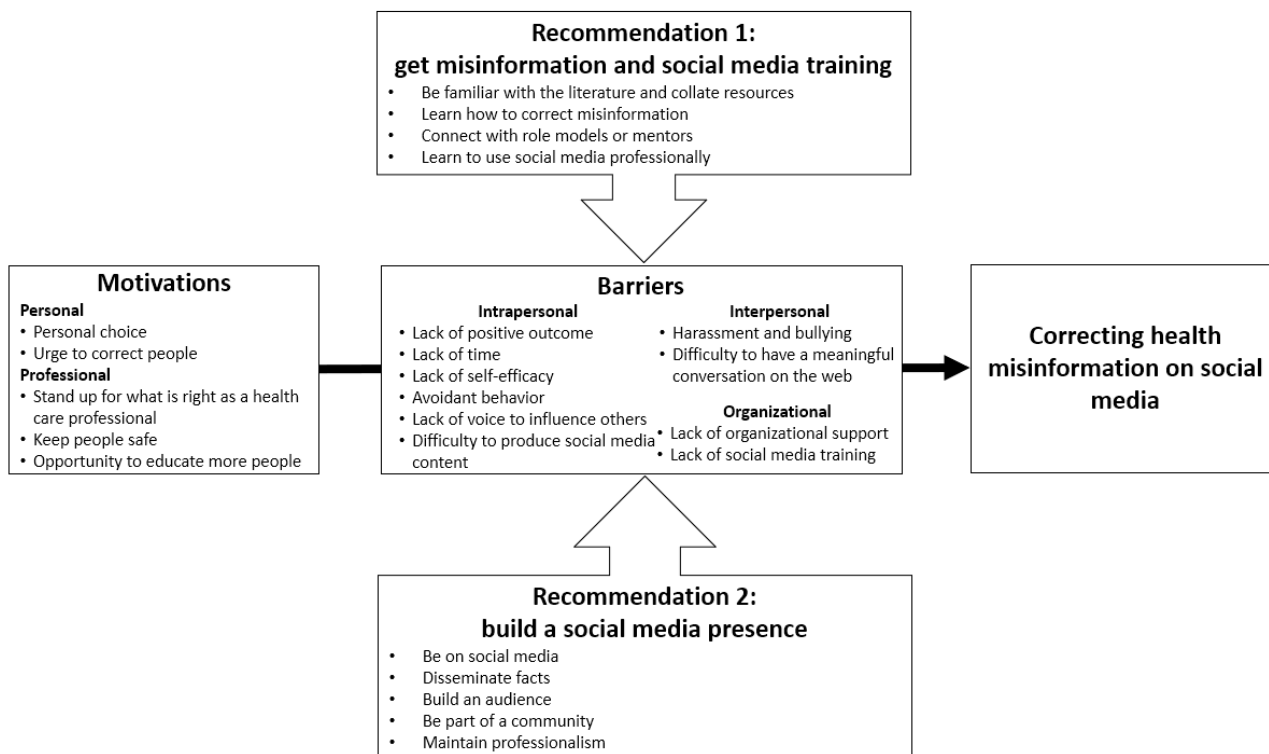 Recommendation 1:
get misinformation and social media training
• Be familiar with the literature and collate resources
• Learn how to correct misinformation
• Connect with role models or mentors
• Learn to use social media professionally
Motivations
Personal
• Personal choice
• Urge to correct people
Professional
• Stand up for what is right as a health
care professional
• Keep people safe
• Opportunity to educate more people
Barriers
Intrapersonal
• Lack of positive outcome
• Lack of time
• Lack of self-efficacy
• Avoidant behavior
• Lack of voice to influence others
• Difficulty to produce social media
content
Interpersonal
• Harassment and bullying
• Difficulty to have a meaningful
conversation on the web
Organizational
• Lack of organizational support
• Lack of social media training
Correcting health
misinformation on social
media
Recommendation 2:
build a social media presence
• Be on social media
• Disseminate facts
• Build an audience
• Be part of a community
• Maintain professionalism